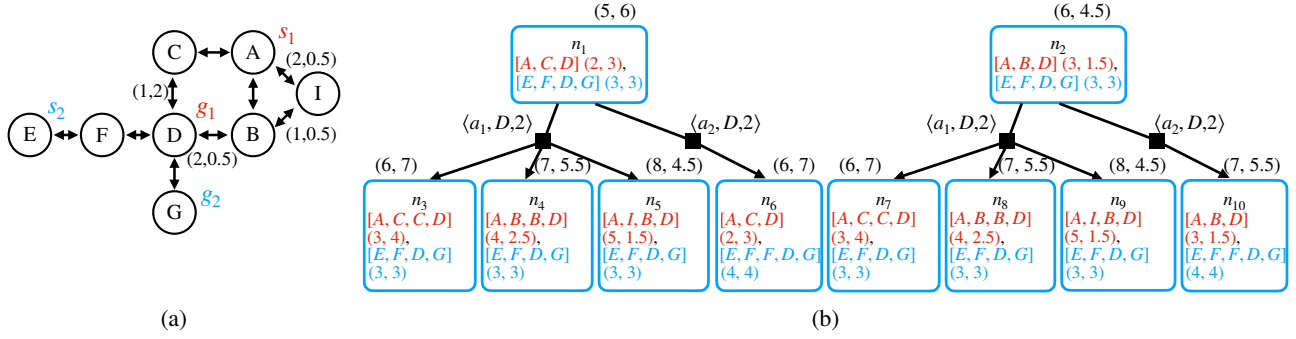 s1
C
A
(2,0.5)
I
(1,2)
s2
g1
E
F
D
B
(1,0.5)
(2,0.5)
G
g2
(a)
(5, 6)
n1
[A, C, D] (2, 3),
[E, F, D, G] (3, 3)
(6, 4.5)
n2
[A, B, D] (3, 1.5),
[E, F, D, G] (3, 3)
⟨a1, D,2⟩
⟨a2, D,2⟩
⟨a1, D,2⟩
⟨a2, D,2⟩
(6, 7)
(7, 5.5)
(8, 4.5)
(6, 7)
(6, 7)
(7, 5.5)
(8, 4.5)
(7, 5.5)
n3
[A, C, C, D]
(3, 4),
[E, F, D, G]
(3, 3)
n4
[A, B, B, D]
(4, 2.5),
[E, F, D, G]
(3, 3)
n5
[A, I, B, D]
(5, 1.5),
[E, F, D, G]
(3, 3)
n6
[A, C, D]
(2, 3),
[E, F, F, D, G]
(4, 4)
n7
[A, C, C, D]
(3, 4),
[E, F, D, G]
(3, 3)
n8
[A, B, B, D]
(4, 2.5),
[E, F, D, G]
(3, 3)
n9
[A, I, B, D]
(5, 1.5),
[E, F, D, G]
(3, 3)
n10
[A, B, D]
(3, 1.5),
[E, F, F, D, G]
(4, 4)
(b)